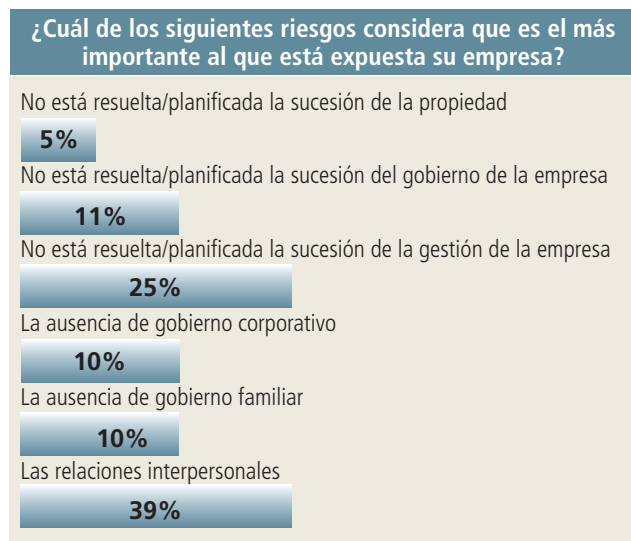 ¿Cuál de los siguientes riesgos considera que es el más
importante al que está expuesta su empresa?
No está resuelta/planificada la sucesión de la propiedad
5%
No está resuelta/planificada la sucesión del gobierno de la empresa
11%
No está resuelta/planificada la sucesión de la gestión de la empresa
25%
La ausencia de gobierno corporativo
10%
La ausencia de gobierno familiar
10%
Las relaciones interpersonales
39%